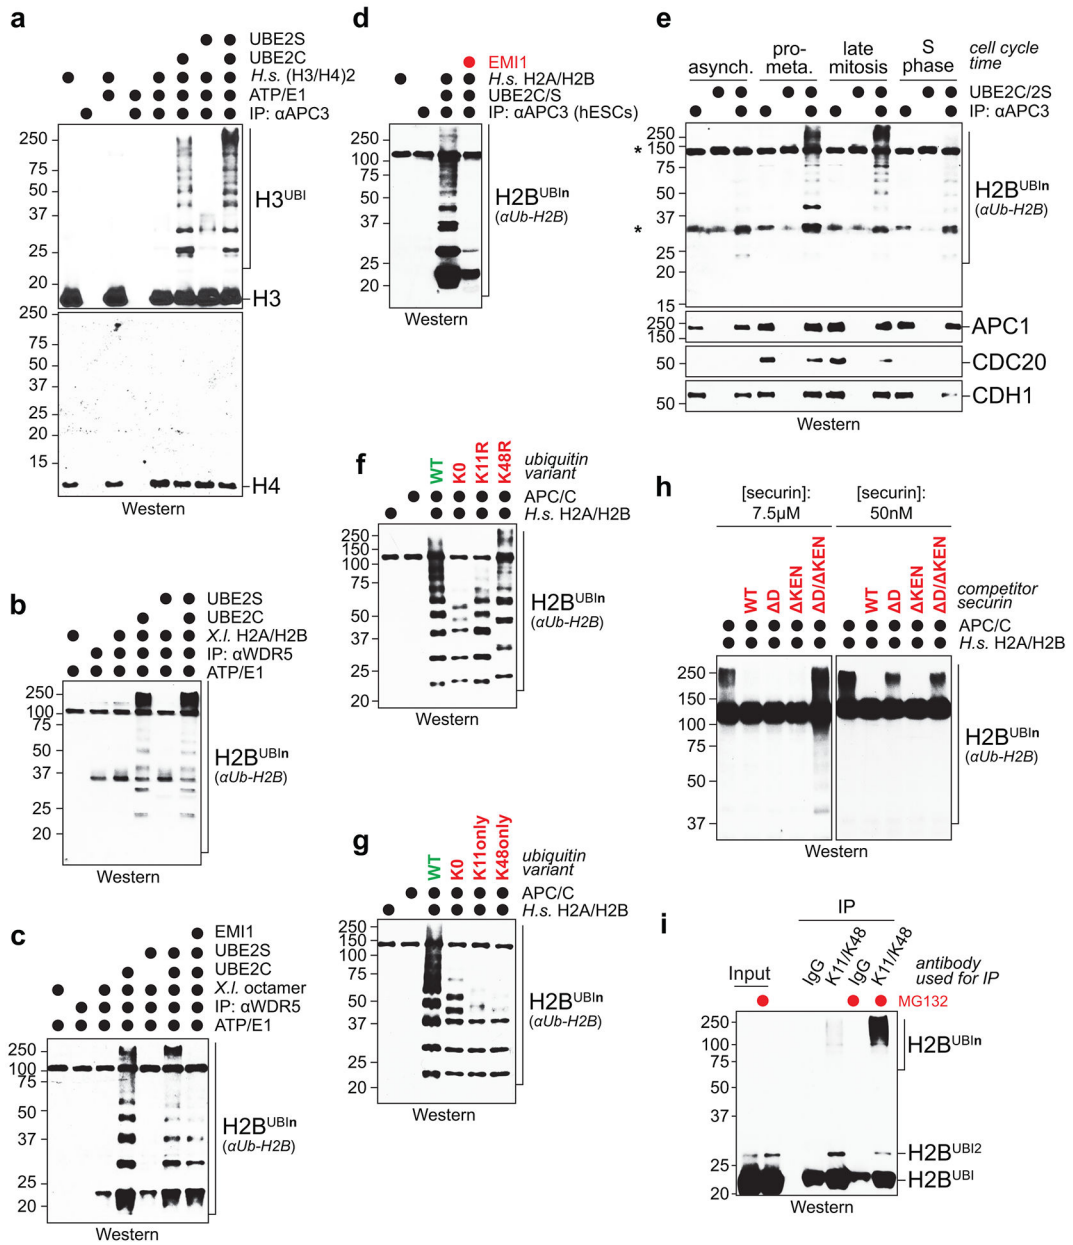 a
UBE2S
UBE2C
H.s. (H3/H4)2
ATP/E1
IP: αAPC3
250
75
50
37
25
20
H3UBI
H3
250
75
50
37
25
20
15
H4
Western
b
UBE2S
UBE2C
X.l. H2A/H2B
IP: αWDR5
ATP/E1
250
100
75
50
37
25
20
H2BUBIn
(αUb-H2B)
Western
c
EMI1
UBE2S
UBE2C
X.l. octamer
IP: αWDR5
ATP/E1
250
100
75
50
37
25
20
H2BUBIn
(αUb-H2B)
Western
d
EMI1
H.s. H2A/H2B
UBE2C/S
IP: αAPC3 (hESCs)
250
100
75
50
37
25
20
H2BUBIn
(αUb-H2B)
Western
e
asynch.
pro-
meta.
late
mitosis
S
phase
cell cycle
time
UBE2C/2S
IP: αAPC3
250
* 150
75
37
*
25
20
15
H2BUBIn
(αUb-H2B)
250
150
APC1
50
CDC20
50
CDH1
Western
f
WT
K0
K11R
K48R
ubiquitin
variant
APC/C
H.s. H2A/H2B
250
150
100
75
50
37
25
20
H2BUBIn
(αUb-H2B)
Western
g
WT
K0
K11only
K48only
ubiquitin
variant
APC/C
H.s. H2A/H2B
250
150
100
75
50
37
25
20
H2BUBIn
(αUb-H2B)
Western
h
[securin]:
7.5μM
[securin]:
50nM
WT
ΔD
ΔKEN
ΔD/ΔKEN
WT
ΔD
ΔKEN
ΔD/ΔKEN
competitor
securin
APC/C
H.s. H2A/H2B
250
150
100
75
50
37
H2BUBIn
(αUb-H2B)
Western
i
IP
Input
IgG
K11/K48
IgG
K11/K48
antibody
used for IP
MG132
250
100
50
37
25
20
H2BUBIn
H2BUBI2
H2BUBI
Western